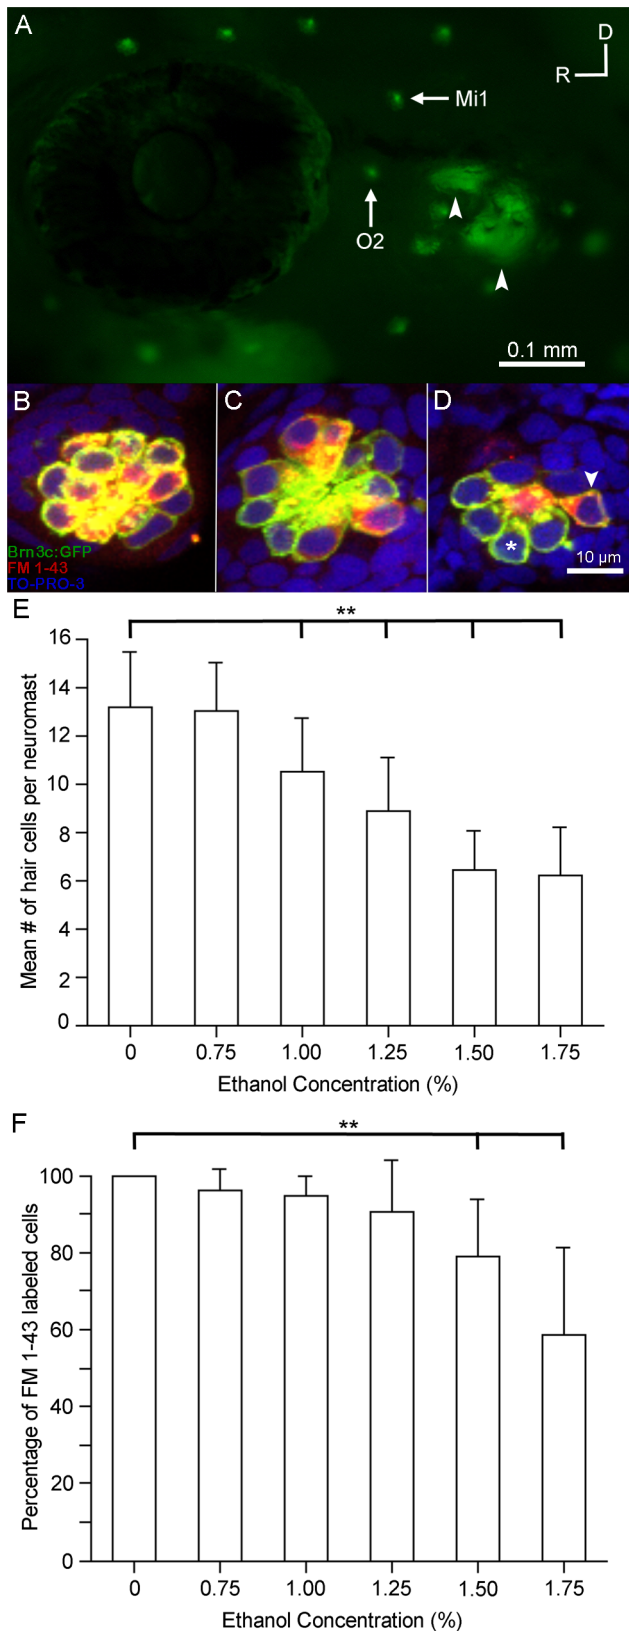 A
D
R
Mi1
O2
0.1 mm
B
C
D
Brn3c:GFP
FM 1-43
TO-PRO-3
*
10 µm
E
**
16
14
12
10
8
6
4
2
0
Mean # of hair cells per neuromast
0 0.75 1.00 1.25 1.50 1.75
Ethanol Concentration (%)
F
**
100
80
60
40
20
0
Percentage of FM 1-43 labeled cells
0 0.75 1.00 1.25 1.50 1.75
Ethanol Concentration (%)